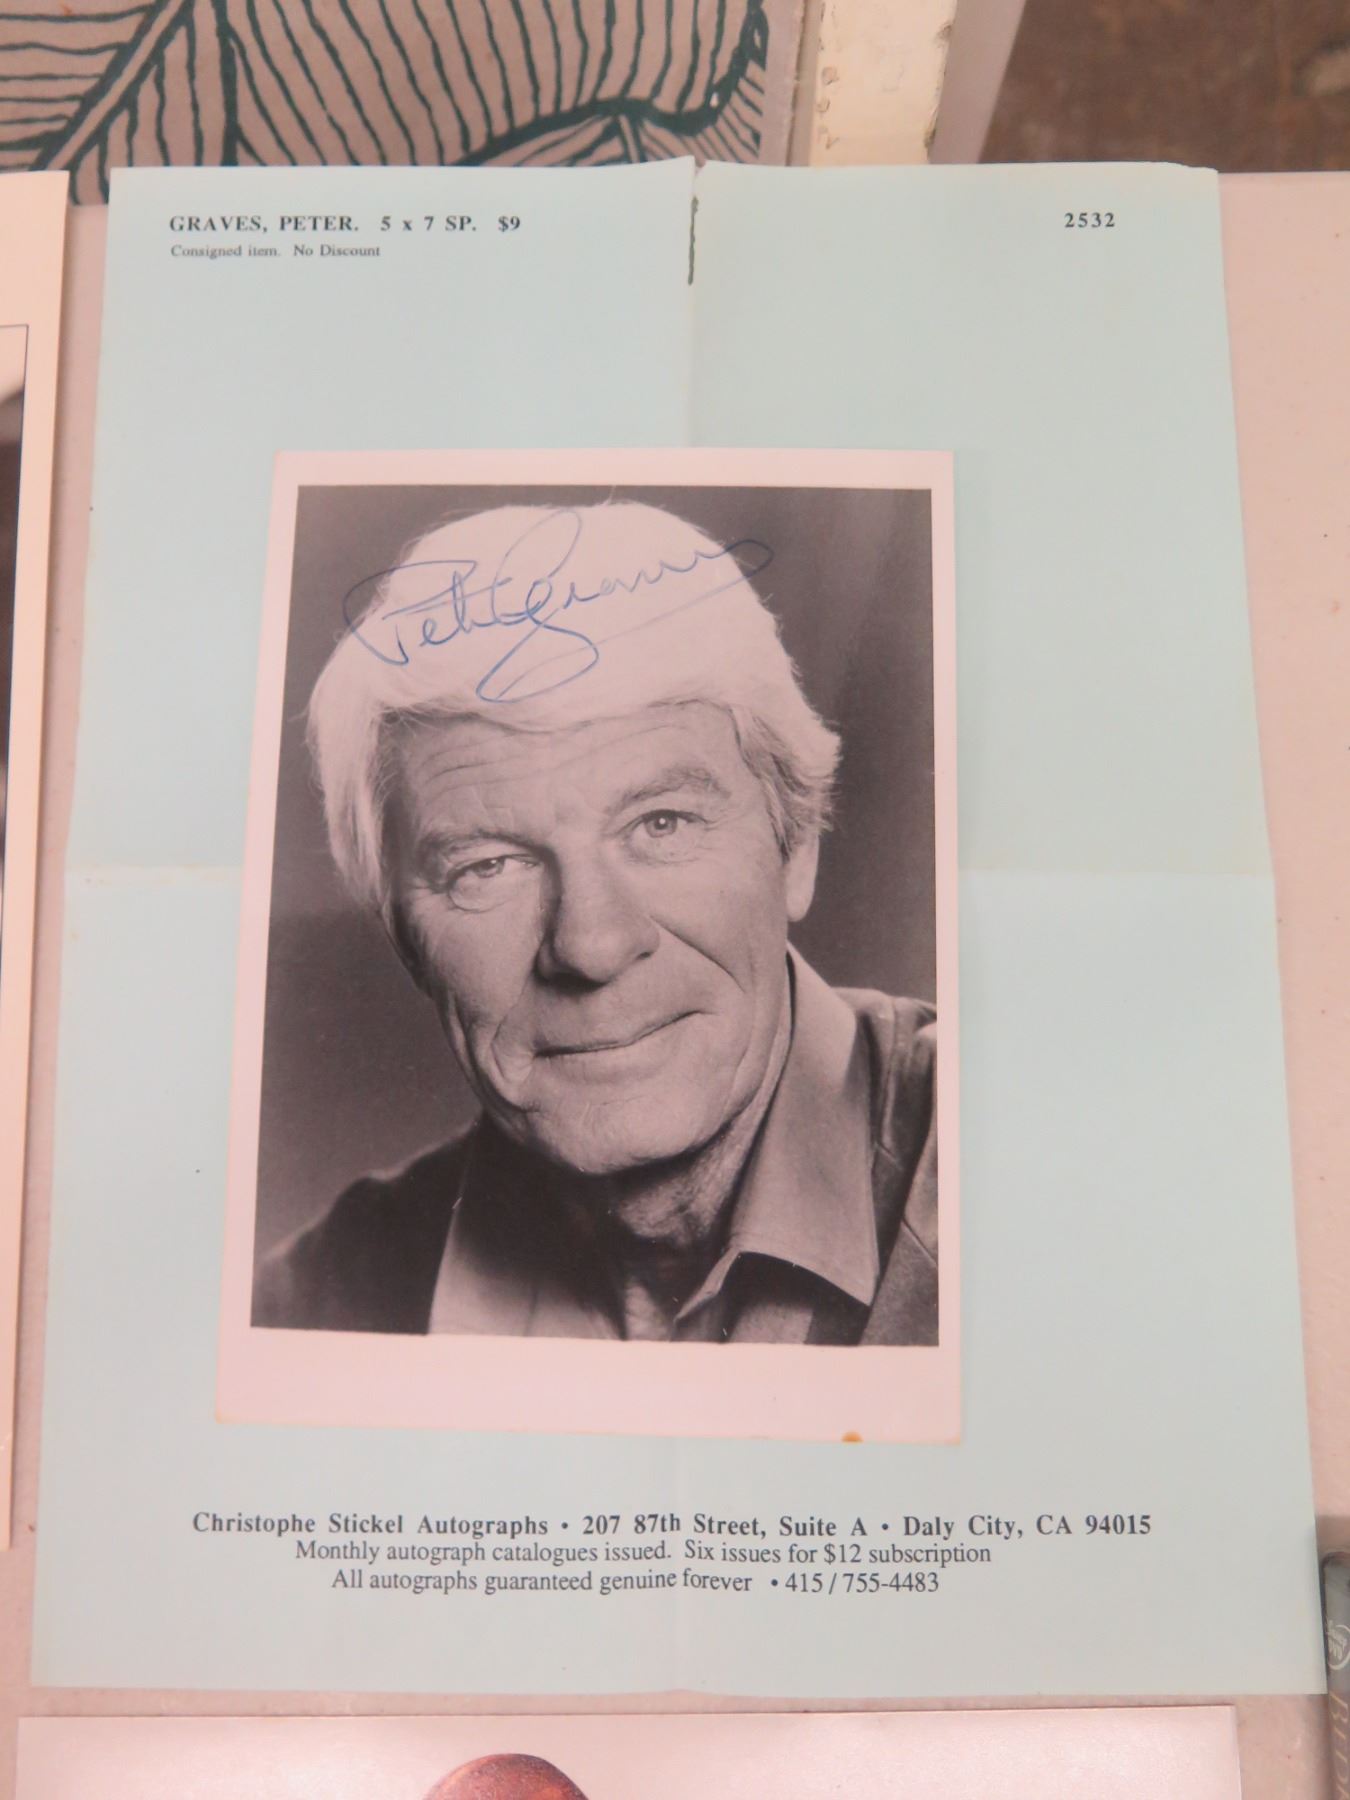 GRAVES, PETER. 5 x 7 SP. $9
2532
Consigned item. No Discount
Peter Graves
Christophe Stickel Autographs • 207 87th Street, Suite A • Daly City, CA 94015
Monthly autograph catalogues issued. Six issues for $12 subscription
All autographs guaranteed genuine forever • 415/755-4483
Disney
DVD